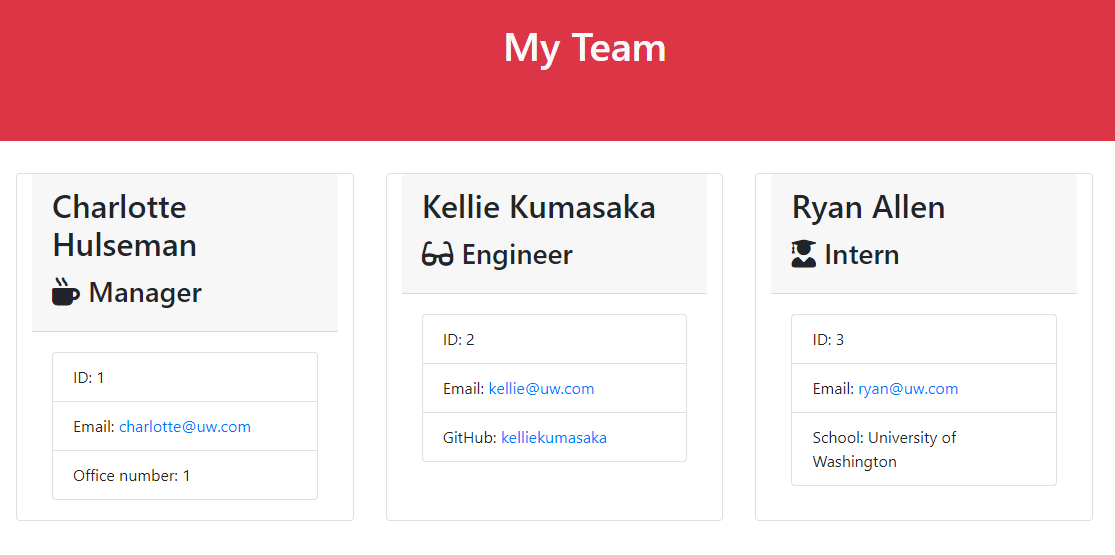 My Team
Charlotte
Hulseman
Manager
ID: 1
Email: charlotte@uw.com
Office number: 1
Kellie Kumasaka
Engineer
ID: 2
Email: kellie@uw.com
GitHub: kelliekumasaka
Ryan Allen
Intern
ID: 3
Email: ryan@uw.com
School: University of
Washington